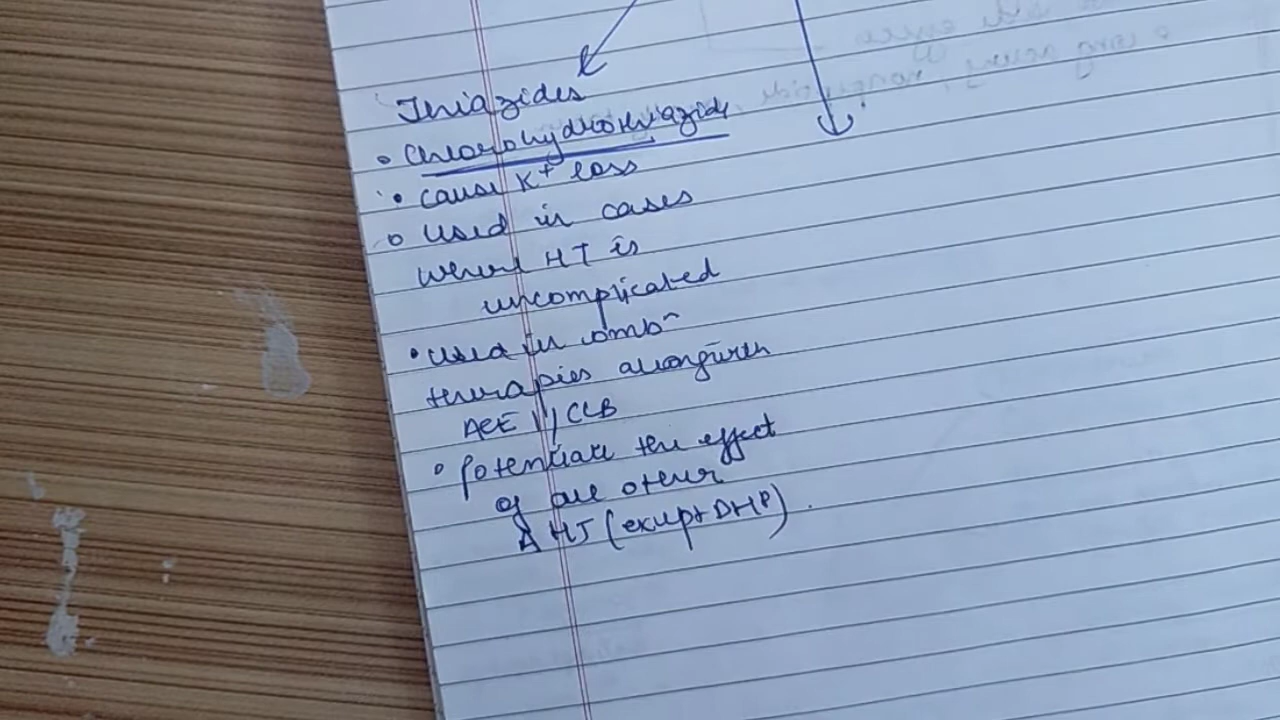 Thiazides
• Chlorohydrothiazide
• cause K+ loss
• Used in cases
where HT is
uncomplicated
• used in combn
therapies alongwith
ACE 1/CCB
• Potentiate the effect
of all other
AHT (except DHP).